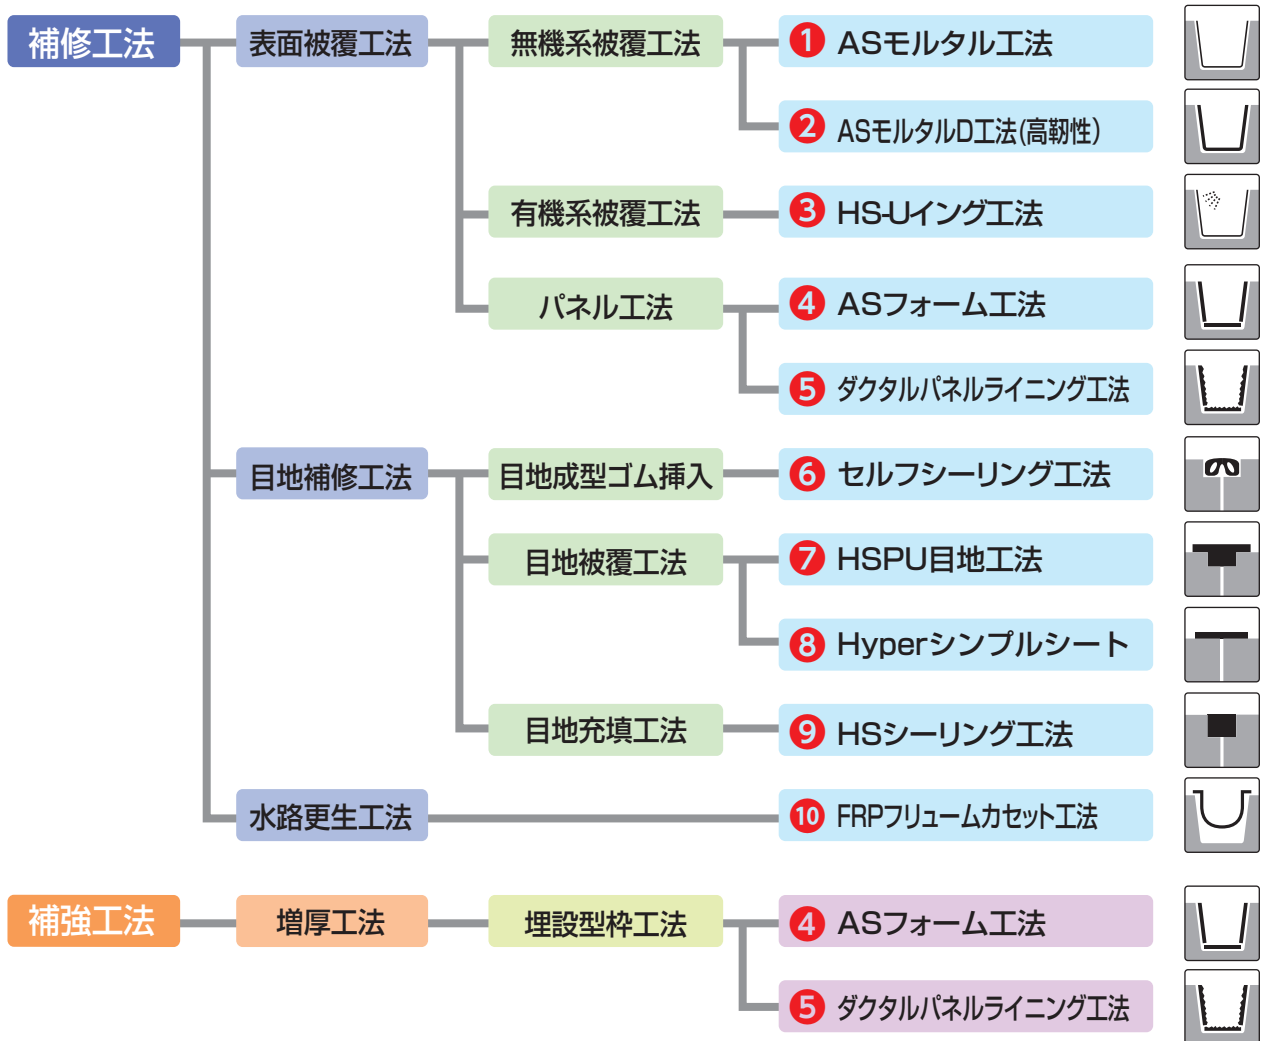 補修工法
表面被覆工法
無機系被覆工法
1 ASモルタル工法
2 ASモルタルD工法(高靭性)
有機系被覆工法
3 HS-Uイング工法
パネル工法
4 ASフォーム工法
5 ダクタルパネルライニング工法
目地補修工法
目地成型ゴム挿入
6 セルフシーリング工法
目地被覆工法
7 HSPU目地工法
8 Hyperシンプルシート
目地充填工法
9 HSシーリング工法
水路更生工法
10 FRPフリュームカセット工法
補強工法
増厚工法
埋設型枠工法
4 ASフォーム工法
5 ダクタルパネルライニング工法